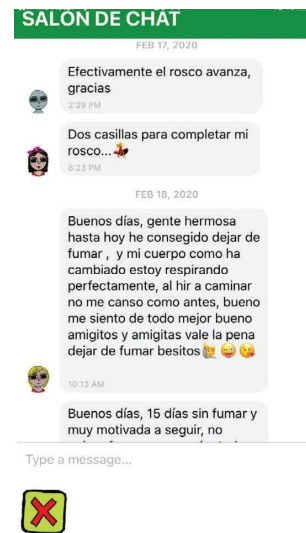 SALÓN DE CHAT
FEB 17, 2020
Efectivamente el rosco avanza,
gracias
2:29 PM
Dos casillas para completar mi
rosco...
8:23 PM
FEB 18, 2020
Buenos días, gente hermosa
hasta hoy he consegido dejar de
fumar , y mi cuerpo como ha
cambiado estoy respirando
perfectamente, al hir a caminar
no me canso como antes, bueno
me siento de todo mejor bueno
amigitos y amigitas vale la pena
dejar de fumar besitos🙋😜😘
10:13 AM
Buenos días, 15 días sin fumar y
muy motivada a seguir, no
Type a message...